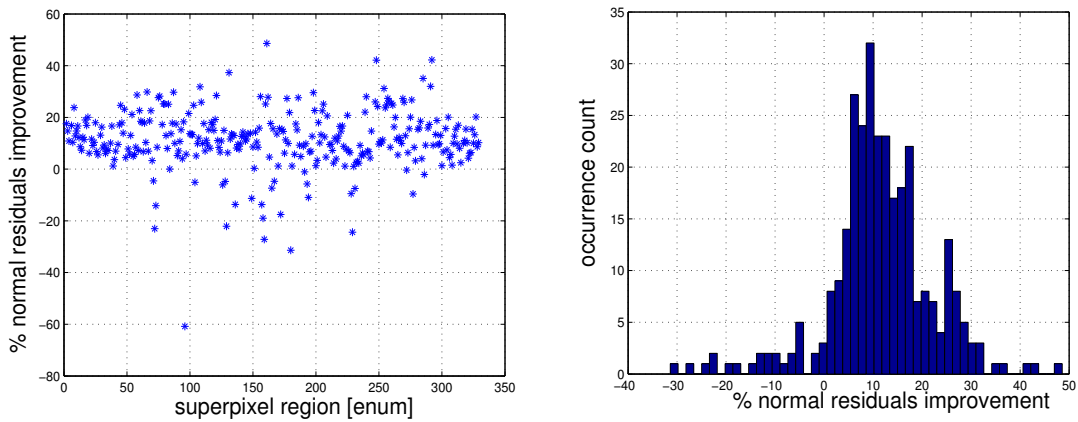 % normal residuals improvement
60
40
20
0
−20
−40
−60
−80
0 50 100 150 200 250 300 350
superpixel region [enum]
occurrence count
35
30
25
20
15
10
5
0
−40 −30 −20 −10 0 10 20 30 40 50
% normal residuals improvement